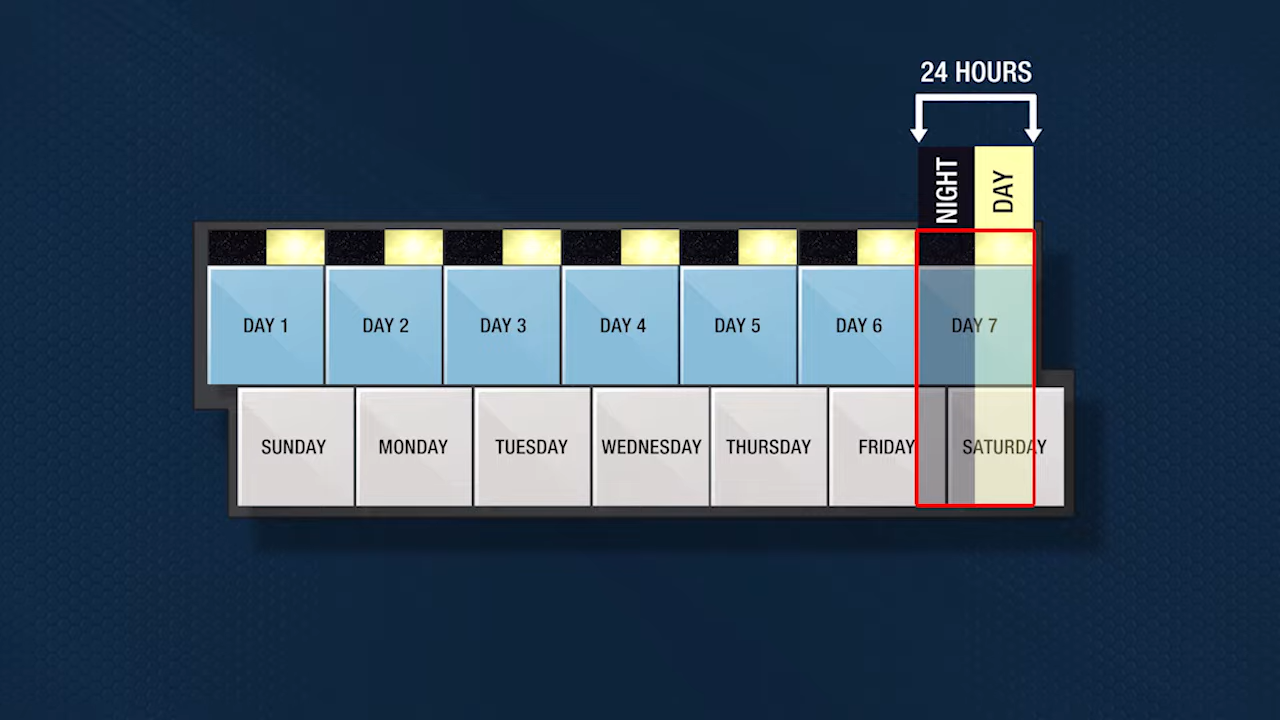 24 HOURS
NIGHT
DAY
DAY 1
DAY 2
DAY 3
DAY 4
DAY 5
DAY 6
DAY 7
SUNDAY
MONDAY
TUESDAY
WEDNESDAY
THURSDAY
FRIDAY
SATURDAY